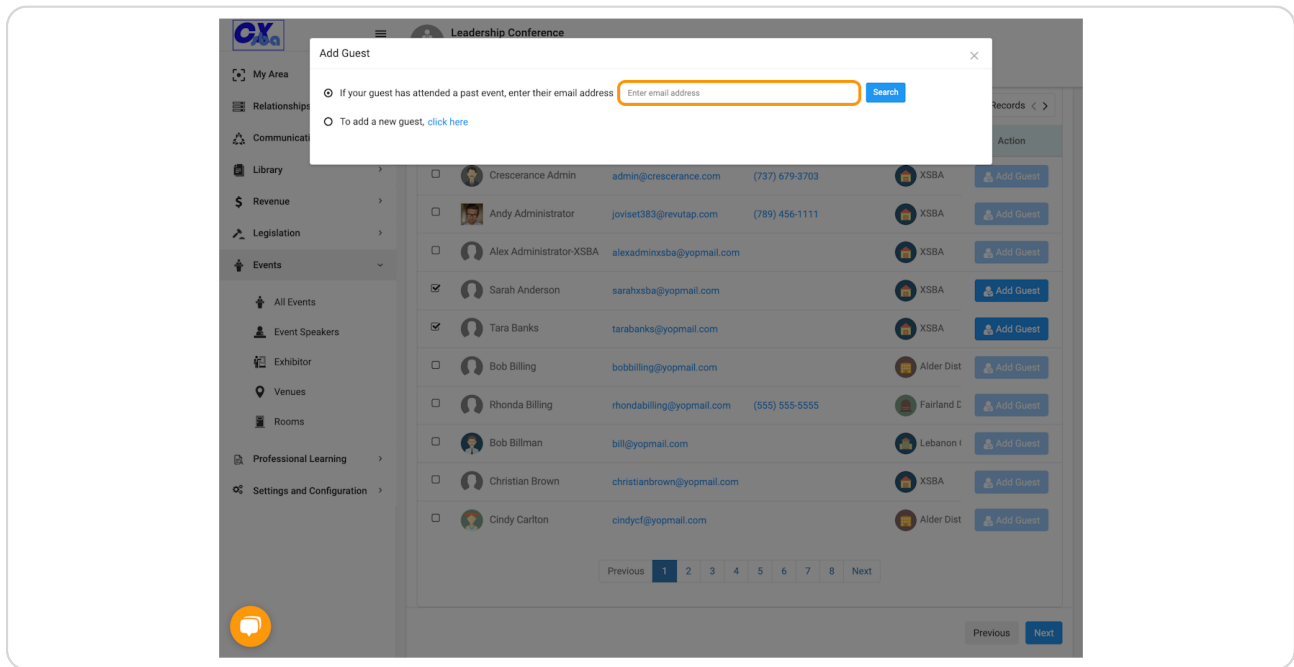 CX
sba
Leadership Conference
Add Guest
My Area
If your guest has attended a past event, enter their email address Enter email address Search
Relationships
Records
To add a new guest, click here
Communicati
Action
Library
Crescerance Admin admin@crescerance.com (737) 679-3703 XSBA Add Guest
Revenue
Andy Administrator joviset383@revutap.com (789) 456-1111 XSBA Add Guest
Legislation
Alex Administrator-XSBA alexadminxsba@yopmail.com XSBA Add Guest
Events
Sarah Anderson sarahxsba@yopmail.com XSBA Add Guest
All Events
Tara Banks tarabanks@yopmail.com XSBA Add Guest
Event Speakers
Exhibitor
Bob Billing bobbilling@yopmail.com Alder Dist Add Guest
Venues
Rhonda Billing rhondabilling@yopmail.com (555) 555-5555 Fairland D Add Guest
Rooms
Bob Billman bill@yopmail.com Lebanon Add Guest
Professional Learning
Christian Brown christianbrown@yopmail.com XSBA Add Guest
Settings and Configuration
Cindy Carlton cindycf@yopmail.com Alder Dist Add Guest
Previous 1 2 3 4 5 6 7 8 Next
Previous Next